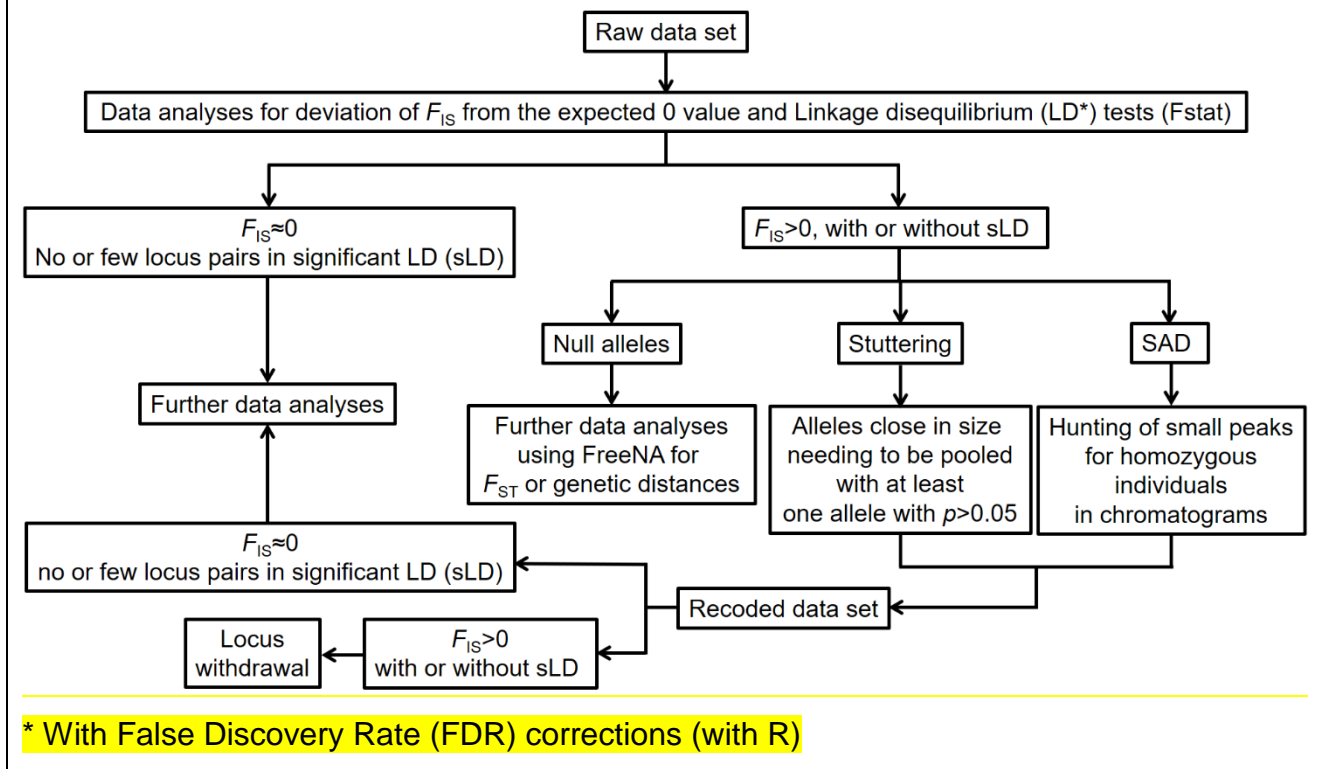 Raw data set
Data analyses for deviation of FIS from the expected 0 value and Linkage disequilibrium (LD*) tests (Fstat)
FIS≈0
No or few locus pairs in significant LD (sLD)
FIS>0, with or without sLD
Null alleles
Stuttering
SAD
Further data analyses
Further data analyses
using FreeNA for
FST or genetic distances
Alleles close in size
needing to be pooled
with at least
one allele with p>0.05
Hunting of small peaks
for homozygous
individuals
in chromatograms
FIS≈0
no or few locus pairs in significant LD (sLD)
Recoded data set
Locus
withdrawal
FIS>0
with or without sLD
* With False Discovery Rate (FDR) corrections (with R)